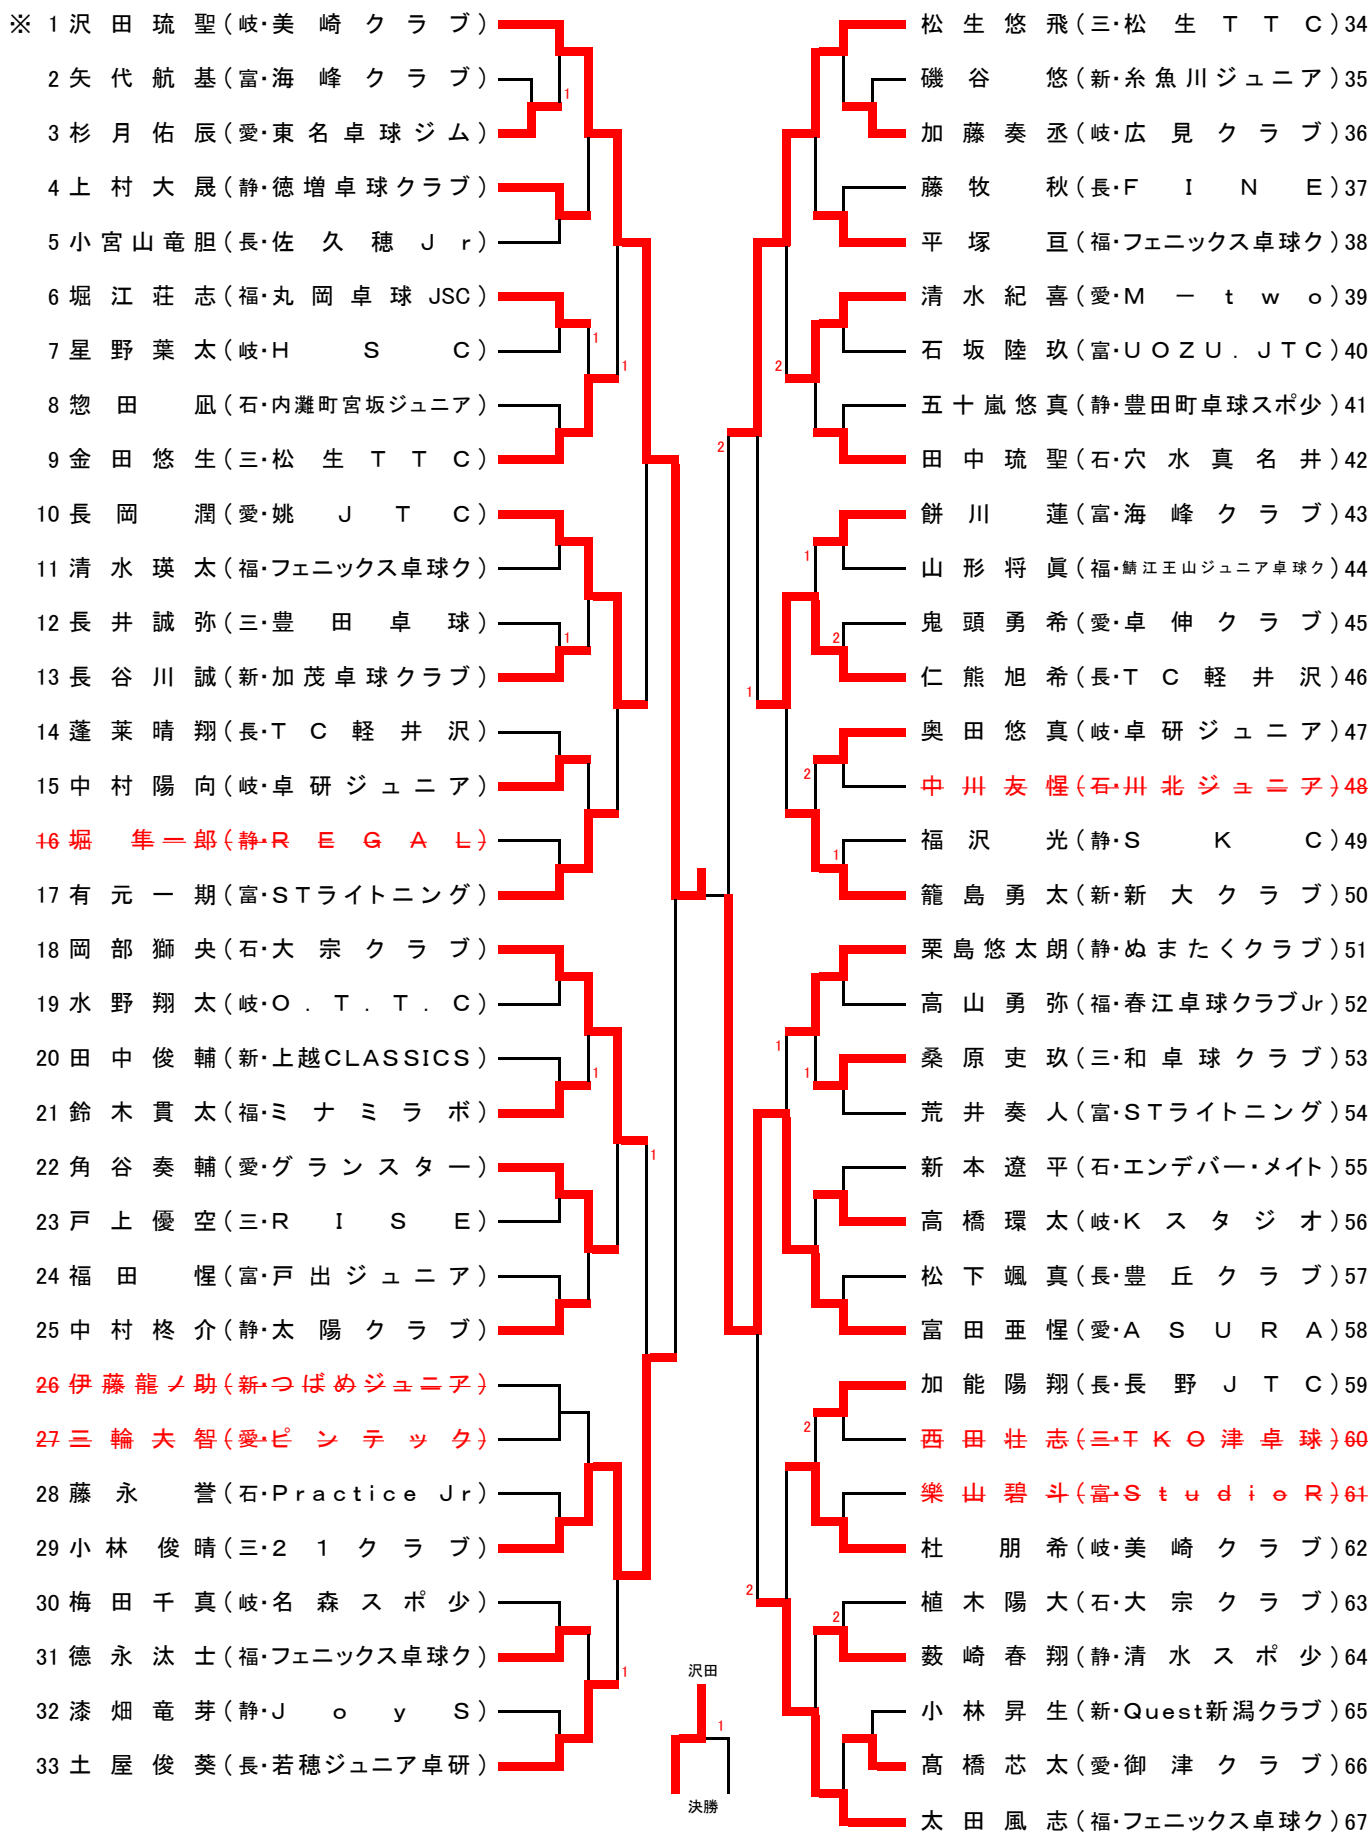 ※ 1 沢田琉聖(岐・美崎クラブ)
2 矢代航基(富・海峰クラブ)
3 杉月佑辰(愛・東名卓球ジム)
4 上村大晟(静・徳増卓球クラブ)
5 小宮山竜胆(長・佐久穂Jr)
6 堀江荘志(福・丸岡卓球JSC)
7 星野葉太(岐・HSC)
8 惣田凪(石・内灘町宮坂ジュニア)
9 金田悠生(三・松生TTC)
10 長岡潤(愛・姚JTC)
11 清水瑛太(福・フェニックス卓球ク)
12 長井誠弥(三・豊田卓球)
13 長谷川誠(新・加茂卓球クラブ)
14 蓬莱晴翔(長・TC軽井沢)
15 中村陽向(岐・卓研ジュニア)
16 堀隼一郎(静・REGAL)
17 有元一期(富・STライトニング)
18 岡部獅央(石・大宗クラブ)
19 水野翔太(岐・O.T.T.C)
20 田中俊輔(新・上越CLASSICS)
21 鈴木貫太(福・ミナミラボ)
22 角谷奏輔(愛・グランスター)
23 戸上優空(三・RISE)
24 福田惺(富・戸出ジュニア)
25 中村柊介(静・太陽クラブ)
26 伊藤龍ノ助(新・つばめジュニア)
27 三輪大智(愛・ピンテック)
28 藤永誉(石・Practice Jr)
29 小林俊晴(三・21クラブ)
30 梅田千真(岐・名森スポ少)
31 德永汰士(福・フェニックス卓球ク)
32 漆畑竜芽(静・JoyS)
33 土屋俊葵(長・若穂ジュニア卓研)
1
1
1
1
1
1
1
沢田
1
決勝
松生悠飛(三・松生TTC)34
磯谷悠(新・糸魚川ジュニア)35
加藤奏丞(岐・広見クラブ)36
藤牧秋(長・FINE)37
平塚亘(福・フェニックス卓球ク)38
清水紀喜(愛・M-two)39
石坂陸玖(富・UOZU.JTC)40
五十嵐悠真(静・豊田町卓球スポ少)41
田中琉聖(石・穴水真名井)42
餅川蓮(富・海峰クラブ)43
山形将眞(福・鯖江王山ジュニア卓球ク)44
鬼頭勇希(愛・卓伸クラブ)45
仁熊旭希(長・TC軽井沢)46
奥田悠真(岐・卓研ジュニア)47
中川友惺(石・川北ジュニア)48
福沢光(静・SKC)49
籠島勇太(新・新大クラブ)50
栗島悠太朗(静・ぬまたくクラブ)51
高山勇弥(福・春江卓球クラブJr)52
桑原吏玖(三・和卓球クラブ)53
荒井奏人(富・STライトニング)54
新本遼平(石・エンデバー・メイト)55
高橋環太(岐・Kスタジオ)56
松下颯真(長・豊丘クラブ)57
富田亜惺(愛・ASURA)58
加能陽翔(長・長野JTC)59
西田壮志(三・TKO津卓球)60
樂山碧斗(富・StudioR)61
杜朋希(岐・美崎クラブ)62
植木陽大(石・大宗クラブ)63
薮崎春翔(静・清水スポ少)64
小林昇生(新・Quest新潟クラブ)65
髙橋芯太(愛・御津クラブ)66
太田風志(福・フェニックス卓球ク)67
2
2
1
2
1
2
1
1
1
2
2
2